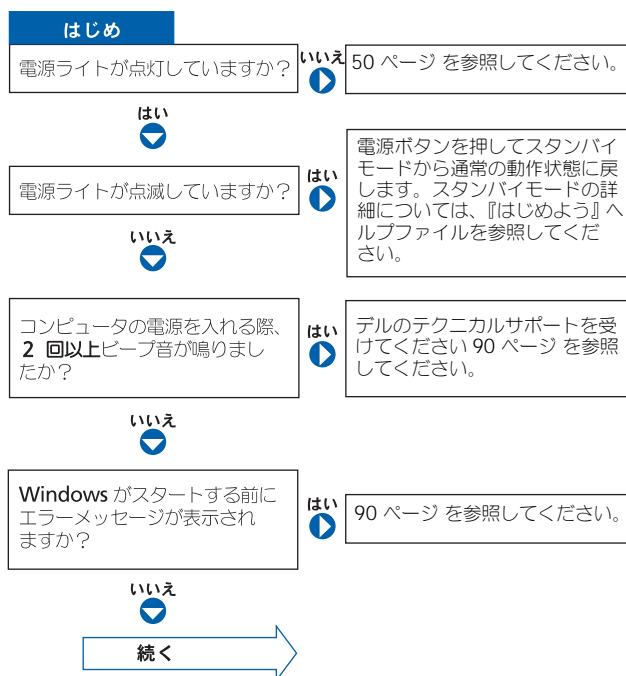 はじめ
電源ライトが点灯していますか？
いいえ
50 ページ を参照してください。
はい
電源ライトが点滅していますか？
はい
電源ボタンを押してスタンバイ
モードから通常の動作状態に戻
します。スタンバイモードの詳
細については、『はじめよう』ヘ
ルプファイルを参照してくだ
さい。
いいえ
コンピュータの電源を入れる際、
2 回以上ビープ音が鳴りまし
たか？
はい
デルのテクニカルサポートを受
けてください 90 ページ を参照
してください。
いいえ
Windows がスタートする前に
エラーメッセージが表示され
ますか？
はい
90 ページ を参照してください。
いいえ
続く